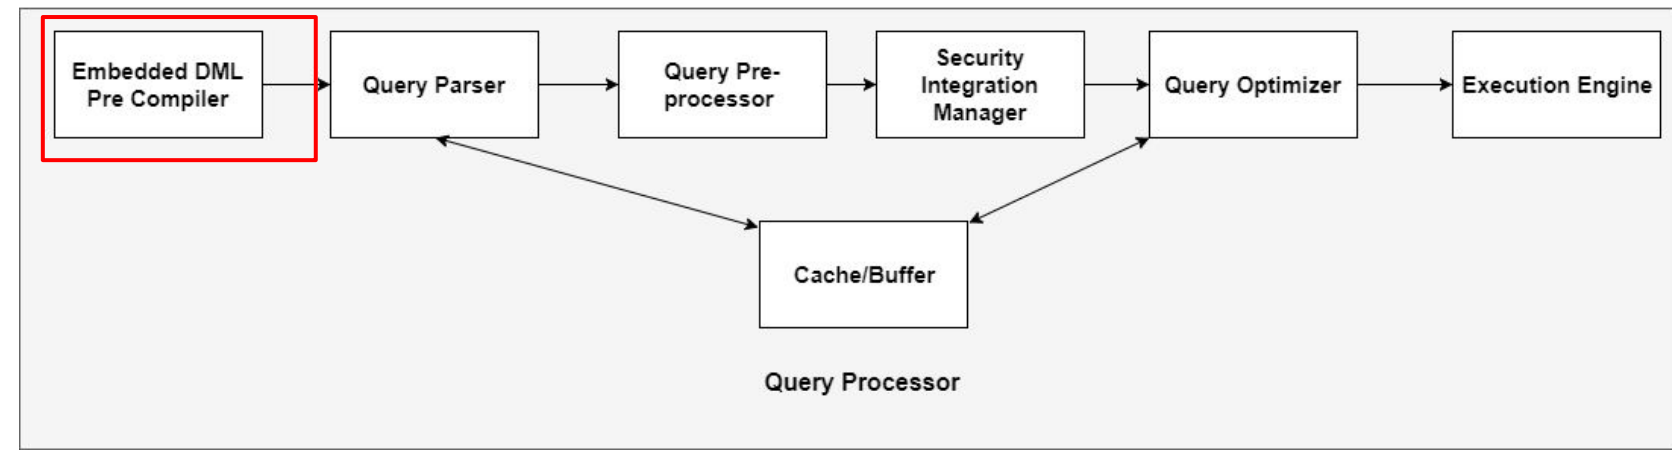 Embedded DML
Pre Compiler
Query Parser
Query Pre-
processor
Security
Integration
Manager
Query Optimizer
Execution Engine
Cache/Buffer
Query Processor